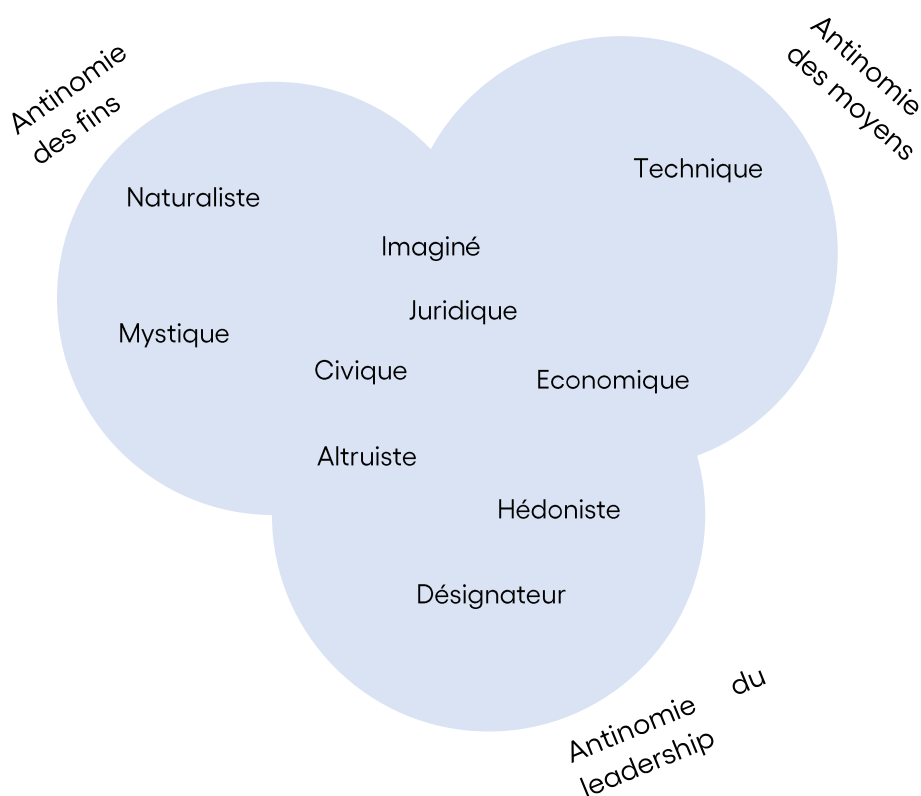 Antinomie
des fins
Antinomie
des moyens
Technique
Naturaliste
Imaginé
Juridique
Mystique
Civique
Economique
Altruiste
Hédoniste
Désignateur
Antinomie du
leadership